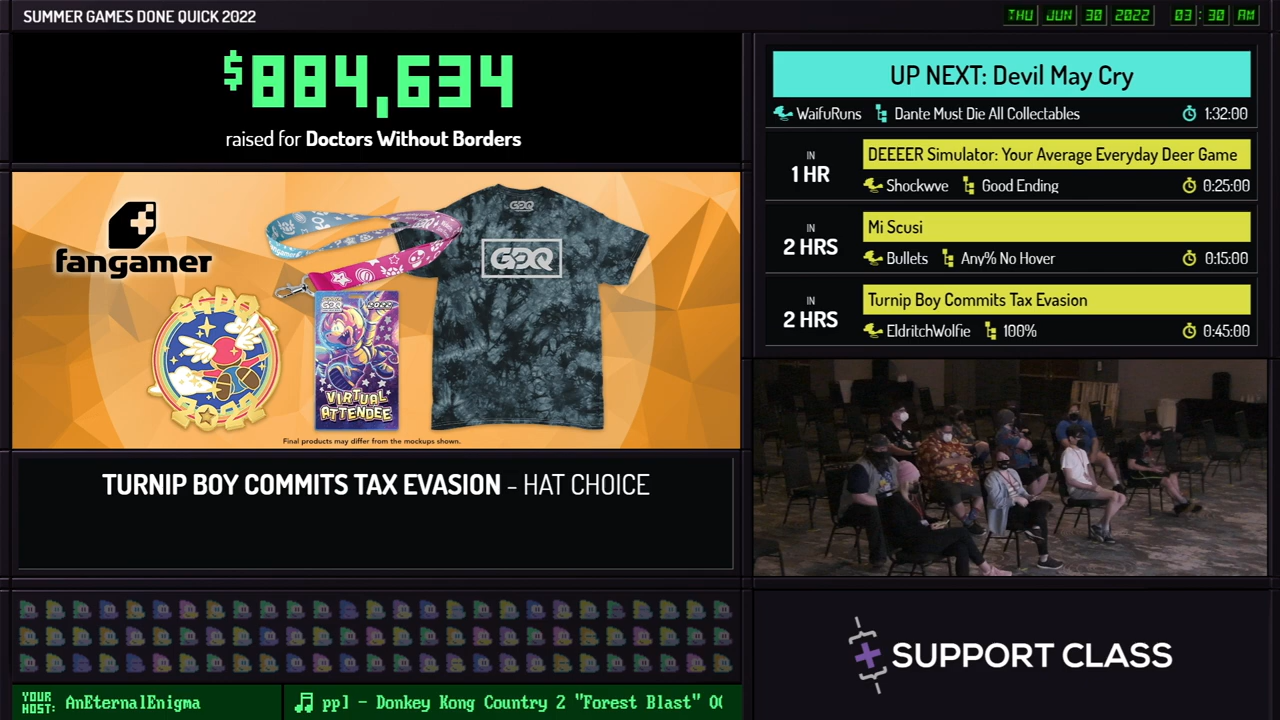 SUMMER GAMES DONE QUICK 2022
THU JUN 30 2022 03:30 AM
$884,634
raised for Doctors Without Borders
UP NEXT: Devil May Cry
WaifuRuns Dante Must Die All Collectables 1:32:00
IN
1 HR
DEEEER Simulator: Your Average Everyday Deer Game
Shockwve Good Ending 0:25:00
IN
2 HRS
Mi Scusi
Bullets Any% No Hover 0:15:00
IN
2 HRS
Turnip Boy Commits Tax Evasion
EldritchWolfie 100% 0:45:00
fangamer
GDQ
SGDQ
2022
VIRTUAL
ATTENDEE
Final products may differ from the mockups shown.
TURNIP BOY COMMITS TAX EVASION - HAT CHOICE
SUPPORT CLASS
YOUR
HOST:
AnEternalEnigma
pp] - Donkey Kong Country 2 "Forest Blast"